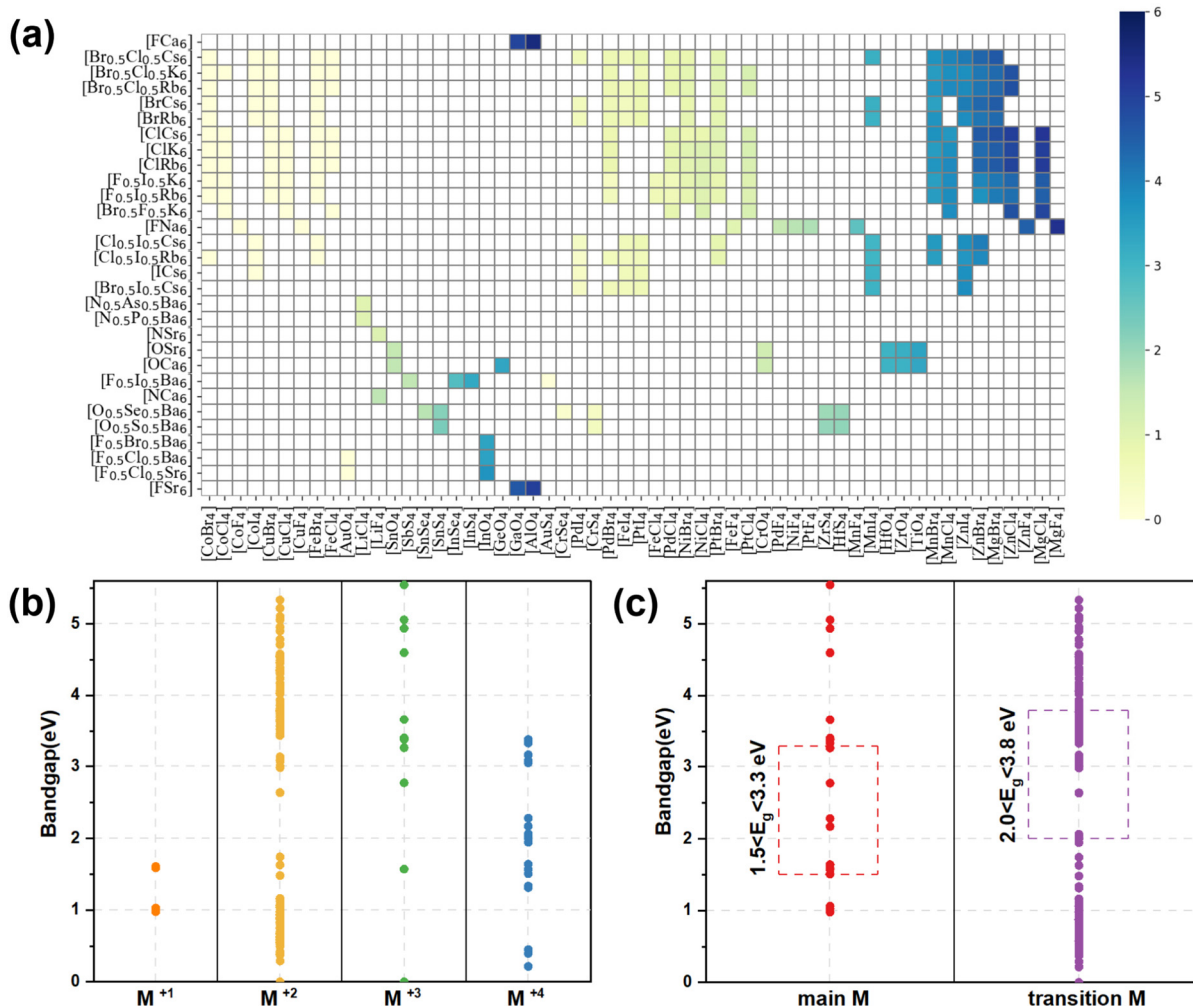 (a)
[FCa₆]
[Br₀.₅Cl₀.₅Cs₆]
[Br₀.₅Cl₀.₅K₆]
[Br₀.₅Cl₀.₅Rb₆]
[BrCs₆]
[BrRb₆]
[ClCs₆]
[ClK₆]
[ClRb₆]
[F₀.₅I₀.₅K₆]
[F₀.₅I₀.₅Rb₆]
[Br₀.₅F₀.₅K₆]
[FNa₆]
[Cl₀.₅I₀.₅Cs₆]
[Cl₀.₅I₀.₅Rb₆]
[ICs₆]
[Br₀.₅I₀.₅Cs₆]
[N₀.₅As₀.₅Ba₆]
[N₀.₅P₀.₅Ba₆]
[NSr₆]
[OSr₆]
[OCa₆]
[F₀.₅I₀.₅Ba₆]
[NCa₆]
[O₀.₅Se₀.₅Ba₆]
[O₀.₅S₀.₅Ba₆]
[F₀.₅Br₀.₅Ba₆]
[F₀.₅Cl₀.₅Ba₆]
[F₀.₅Cl₀.₅Sr₆]
[FSr₆]
[CoBr₄]
[CoCl₄]
[CoF₄]
[CoI₄]
[CuBr₄]
[CuCl₄]
[CuF₄]
[FeBr₄]
[FeCl₄]
[AuO₄]
[LiCl₄]
[LiF₄]
[SnO₄]
[SbS₄]
[SnSe₄]
[SnS₄]
[InSe₄]
[InS₄]
[InO₄]
[GeO₄]
[GaO₄]
[AlO₄]
[AuS₄]
[CrSe₄]
[CrS₄]
[PdI₄]
[PdBr₄]
[FeI₄]
[PtI₄]
[FeCl₄]
[PdCl₄]
[NiBr₄]
[NiCl₄]
[PtBr₄]
[FeF₄]
[PtCl₄]
[CrO₄]
[PdF₄]
[NiF₄]
[PtF₄]
[ZrS₄]
[HfS₄]
[MnF₄]
[MnI₄]
[HfO₄]
[ZrO₄]
[TiO₄]
[MnBr₄]
[MnCl₄]
[ZnI₄]
[ZnBr₄]
[MgBr₄]
[ZnCl₄]
[ZnF₄]
[MgCl₄]
[MgF₄]
6
5
4
3
2
1
0
(b)
Bandgap(eV)
5
4
3
2
1
0
M⁺¹ M⁺² M⁺³ M⁺⁴
(c)
Bandgap(eV)
5
4
3
2
1
0
1.5<E_g<3.3 eV
2.0<E_g<3.8 eV
main M transition M